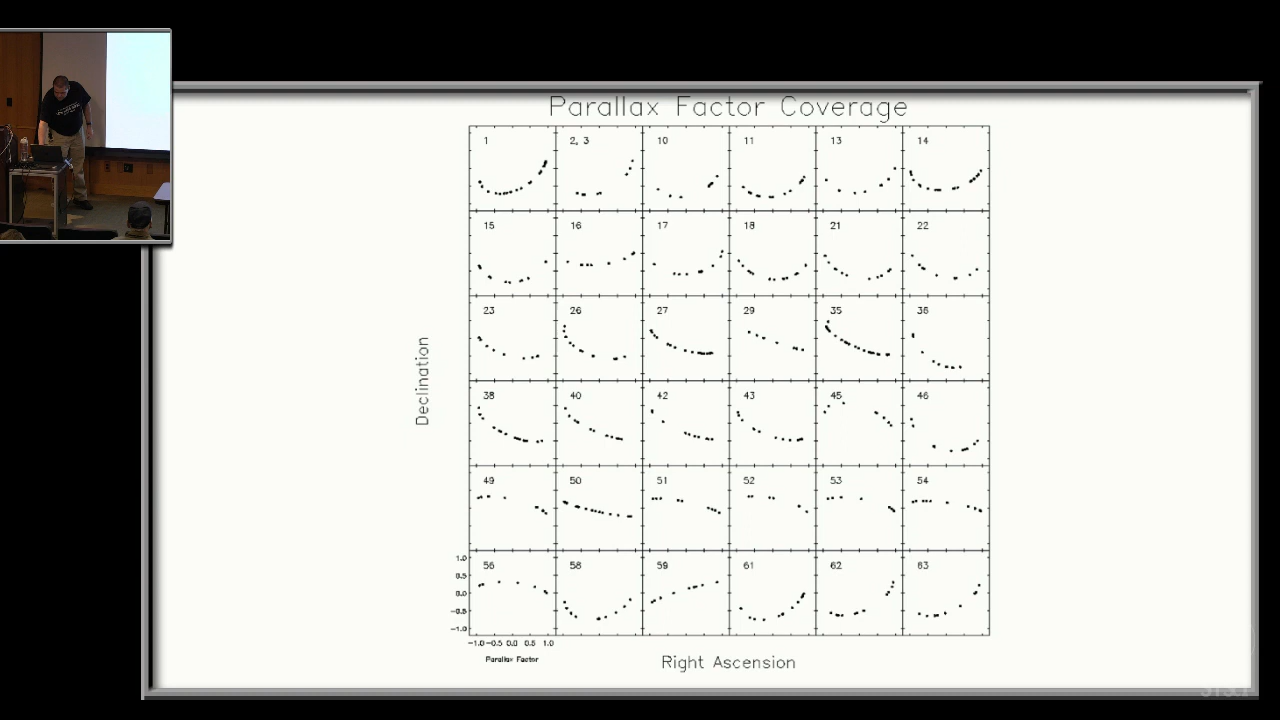 Parallax Factor Coverage
1 2, 3 10 11 13 14
15 16 17 18 21 22
23 26 27 29 35 36
38 40 42 43 45 46
49 50 51 52 53 54
56 58 59 61 62 63
Declination
1.0
0.5
0.0
-0.5
-1.0
-1.0 -0.5 0.0 0.5 1.0
Parallax Factor
Right Ascension